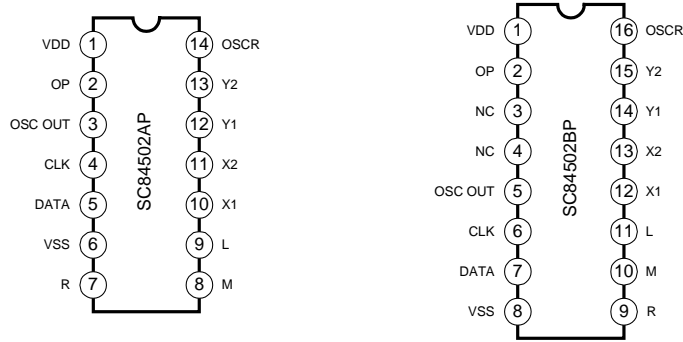 VDD 1 14 OSCR
OP 2 13 Y2
OSC OUT 3 12 Y1
CLK 4 11 X2
DATA 5 10 X1
VSS 6 9 L
R 7 8 M
SC84502AP
VDD 1 16 OSCR
OP 2 15 Y2
NC 3 14 Y1
NC 4 13 X2
OSC OUT 5 12 X1
CLK 6 11 L
DATA 7 10 M
VSS 8 9 R
SC84502BP